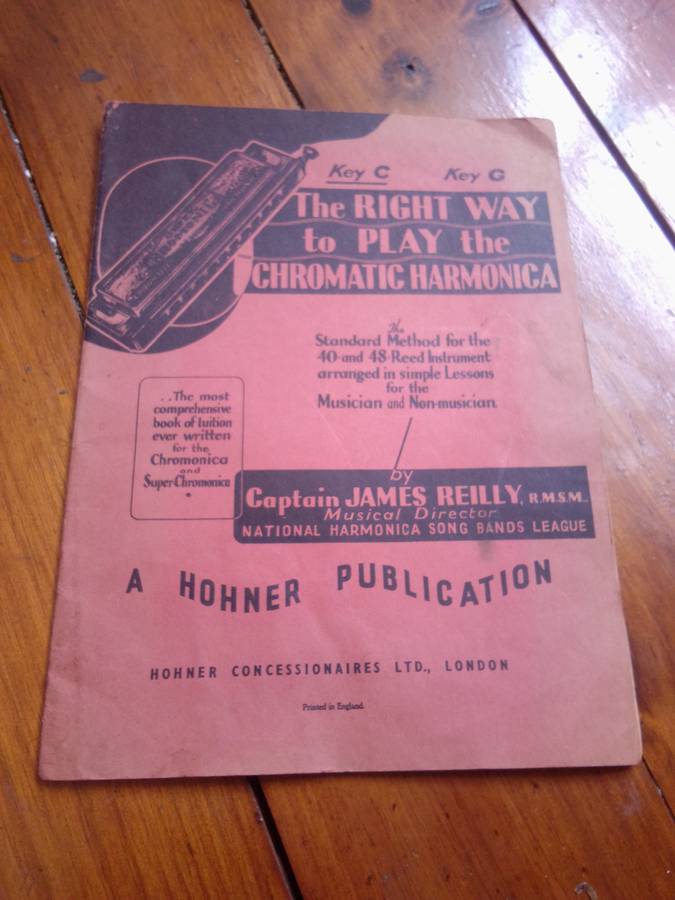 Key C Key G
The RIGHT WAY
to PLAY the
CHROMATIC HARMONICA
The
Standard Method for the
40-and 48-Reed Instrument
arranged in simple Lessons
for the
Musician and Non-musician
..The most
comprehensive
book of tuition
ever written
for the
Chromonica
and
Super-Chromonica
by
Captain JAMES REILLY, R.M.S.M.,
Musical Director
NATIONAL HARMONICA SONG BANDS LEAGUE
A HOHNER PUBLICATION
HOHNER CONCESSIONAIRES LTD., LONDON
Printed in England.